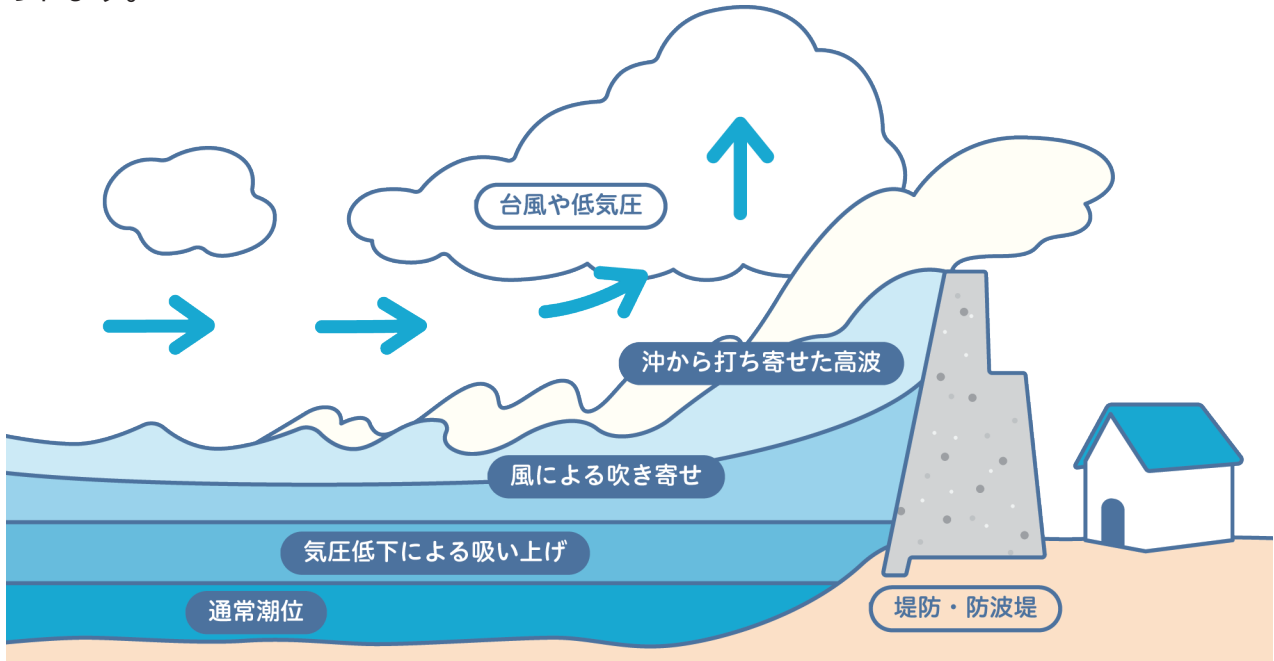 台風や低気圧
沖から打ち寄せた高波
風による吹き寄せ
気圧低下による吸い上げ
通常潮位
堤防・防波堤